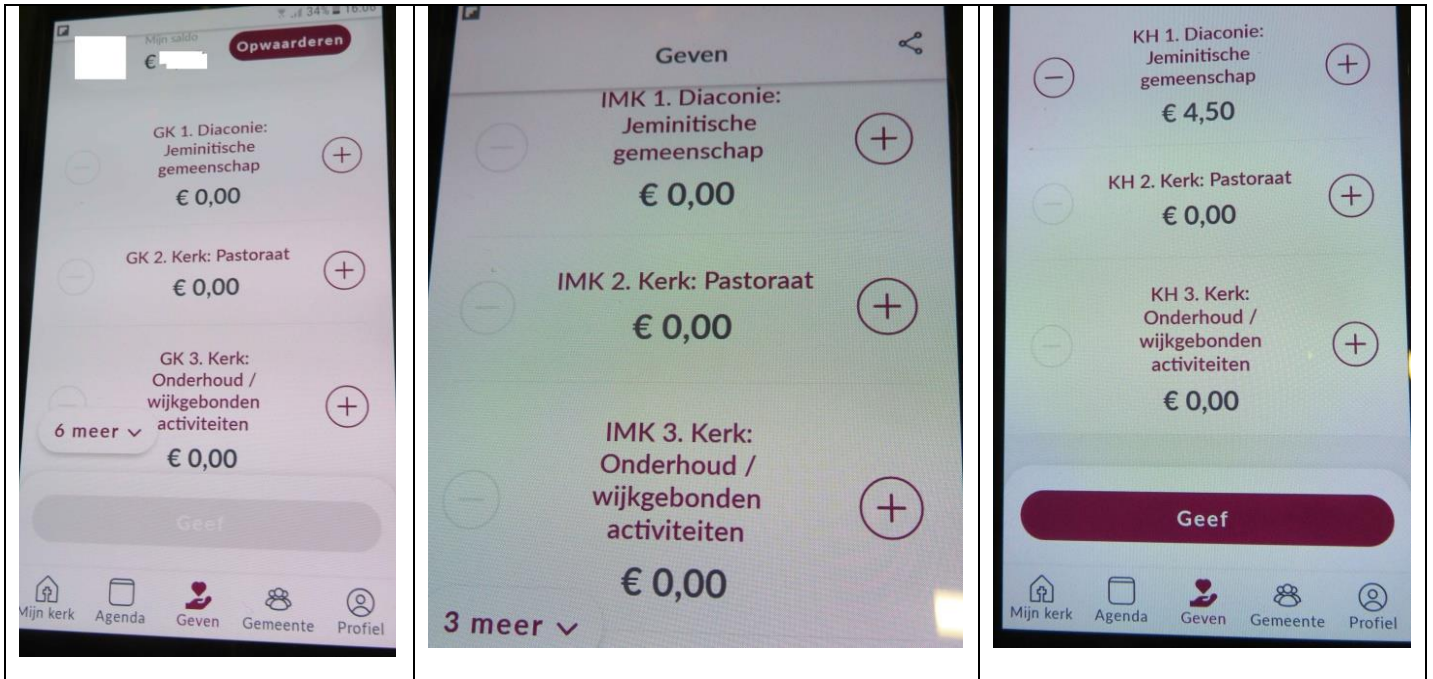 34% 16:00
Mijn saldo
€
Opwaarderen
GK 1. Diaconie:
Jeminitische
gemeenschap
€ 0,00
GK 2. Kerk: Pastoraat
€ 0,00
GK 3. Kerk:
Onderhoud /
wijkgebonden
activiteiten
€ 0,00
6 meer
Geef
Mijn kerk
Agenda
Geven
Gemeente
Profiel
Geven
IMK 1. Diaconie:
Jeminitische
gemeenschap
€ 0,00
IMK 2. Kerk: Pastoraat
€ 0,00
IMK 3. Kerk:
Onderhoud /
wijkgebonden
activiteiten
€ 0,00
3 meer
KH 1. Diaconie:
Jeminitische
gemeenschap
€ 4,50
KH 2. Kerk: Pastoraat
€ 0,00
KH 3. Kerk:
Onderhoud /
wijkgebonden
activiteiten
€ 0,00
Geef
Mijn kerk
Agenda
Geven
Gemeente
Profiel